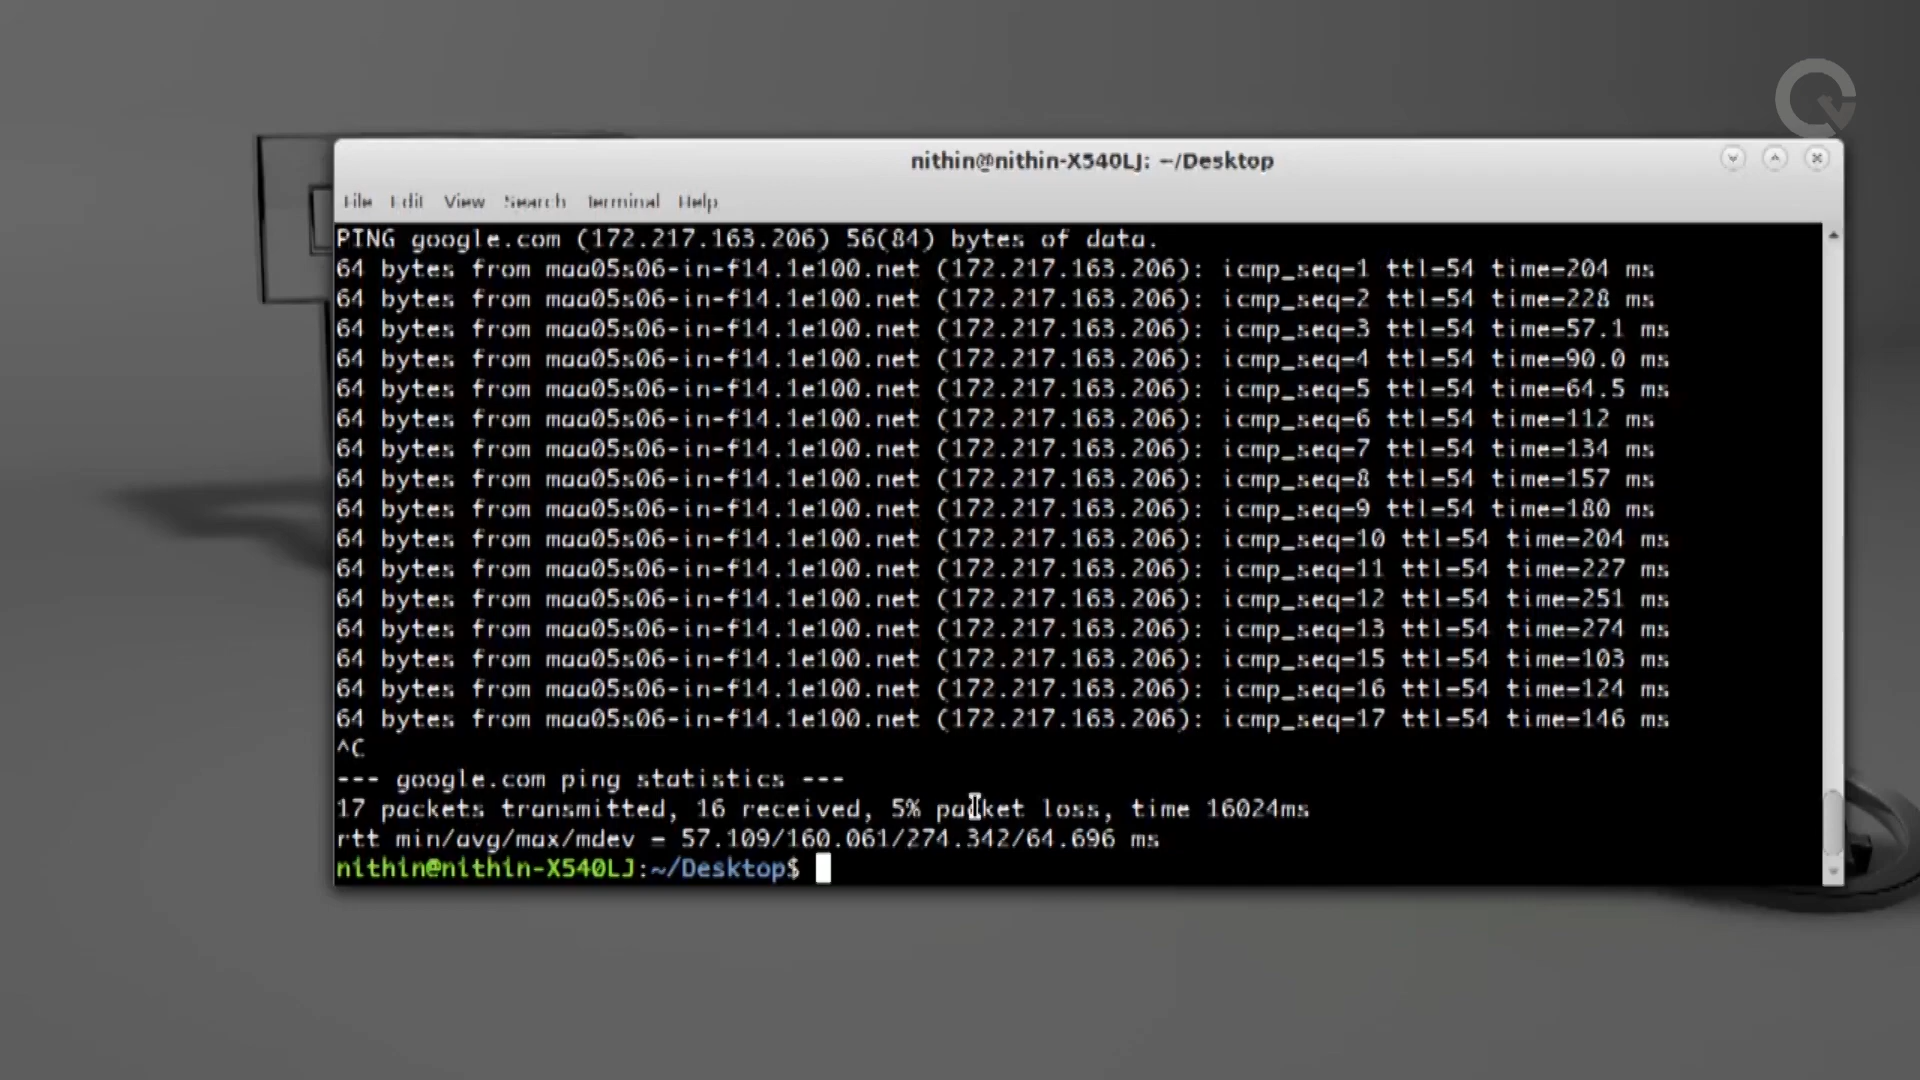 nithin@nithin-X540LJ: ~/Desktop
File Edit View Search Terminal Help
PING google.com (172.217.163.206) 56(84) bytes of data.
64 bytes from maa05s06-in-f14.1e100.net (172.217.163.206): icmp_seq=1 ttl=54 time=204 ms
64 bytes from maa05s06-in-f14.1e100.net (172.217.163.206): icmp_seq=2 ttl=54 time=228 ms
64 bytes from maa05s06-in-f14.1e100.net (172.217.163.206): icmp_seq=3 ttl=54 time=57.1 ms
64 bytes from maa05s06-in-f14.1e100.net (172.217.163.206): icmp_seq=4 ttl=54 time=90.0 ms
64 bytes from maa05s06-in-f14.1e100.net (172.217.163.206): icmp_seq=5 ttl=54 time=64.5 ms
64 bytes from maa05s06-in-f14.1e100.net (172.217.163.206): icmp_seq=6 ttl=54 time=112 ms
64 bytes from maa05s06-in-f14.1e100.net (172.217.163.206): icmp_seq=7 ttl=54 time=134 ms
64 bytes from maa05s06-in-f14.1e100.net (172.217.163.206): icmp_seq=8 ttl=54 time=157 ms
64 bytes from maa05s06-in-f14.1e100.net (172.217.163.206): icmp_seq=9 ttl=54 time=180 ms
64 bytes from maa05s06-in-f14.1e100.net (172.217.163.206): icmp_seq=10 ttl=54 time=204 ms
64 bytes from maa05s06-in-f14.1e100.net (172.217.163.206): icmp_seq=11 ttl=54 time=227 ms
64 bytes from maa05s06-in-f14.1e100.net (172.217.163.206): icmp_seq=12 ttl=54 time=251 ms
64 bytes from maa05s06-in-f14.1e100.net (172.217.163.206): icmp_seq=13 ttl=54 time=274 ms
64 bytes from maa05s06-in-f14.1e100.net (172.217.163.206): icmp_seq=15 ttl=54 time=103 ms
64 bytes from maa05s06-in-f14.1e100.net (172.217.163.206): icmp_seq=16 ttl=54 time=124 ms
64 bytes from maa05s06-in-f14.1e100.net (172.217.163.206): icmp_seq=17 ttl=54 time=146 ms
^C
--- google.com ping statistics ---
17 packets transmitted, 16 received, 5% packet loss, time 16024ms
rtt min/avg/max/mdev = 57.109/160.061/274.342/64.696 ms
nithin@nithin-X540LJ:~/Desktop$